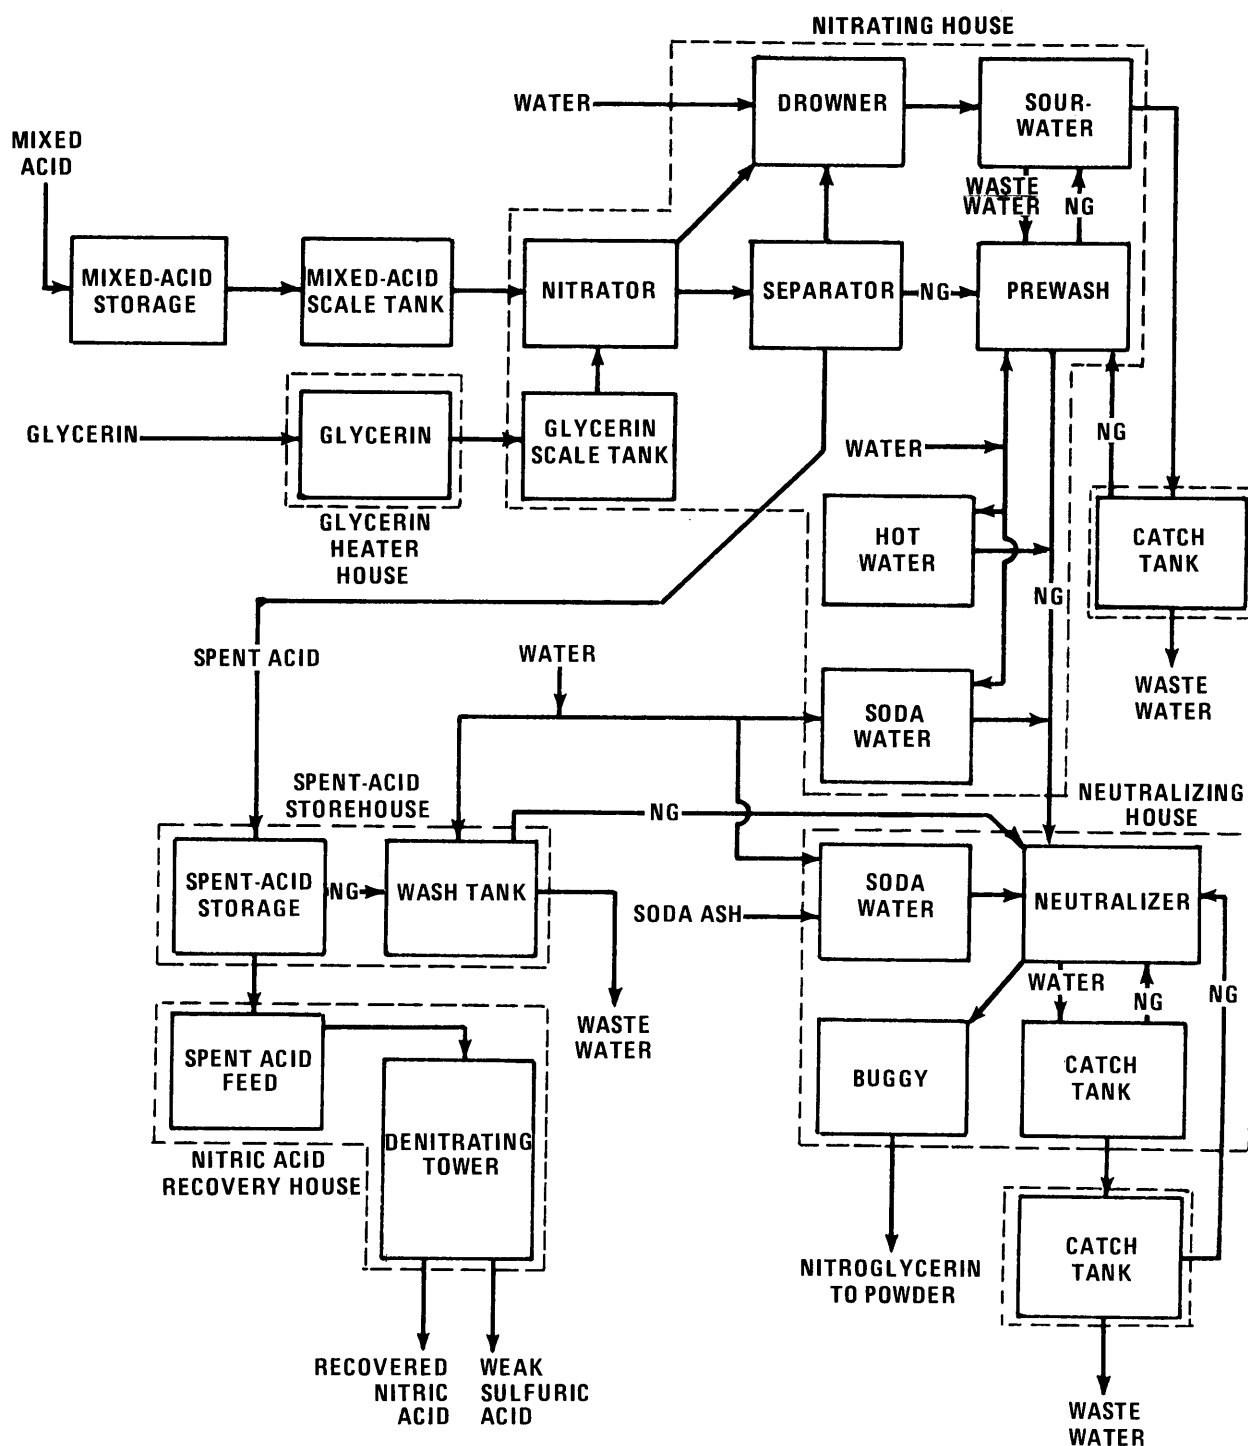 NITRATING HOUSE
WATER
DROWNER
SOUR-
WATER
MIXED
ACID
WASTE
WATER
NG
MIXED-ACID
STORAGE
MIXED-ACID
SCALE TANK
NITRATOR
SEPARATOR
NG
PREWASH
GLYCERIN
GLYCERIN
GLYCERIN
SCALE TANK
WATER
NG
GLYCERIN
HEATER
HOUSE
HOT
WATER
CATCH
TANK
NG
SPENT ACID
WATER
WASTE
WATER
SODA
WATER
SPENT-ACID
STOREHOUSE
NG
NEUTRALIZING
HOUSE
SPENT-ACID
STORAGE
NG
WASH TANK
SODA ASH
SODA
WATER
NEUTRALIZER
WATER
NG
NG
WASTE
WATER
SPENT ACID
FEED
BUGGY
CATCH
TANK
DENITRATING
TOWER
NITRIC ACID
RECOVERY HOUSE
NITROGLYCERIN
TO POWDER
CATCH
TANK
RECOVERED
NITRIC
ACID
WEAK
SULFURIC
ACID
WASTE
WATER